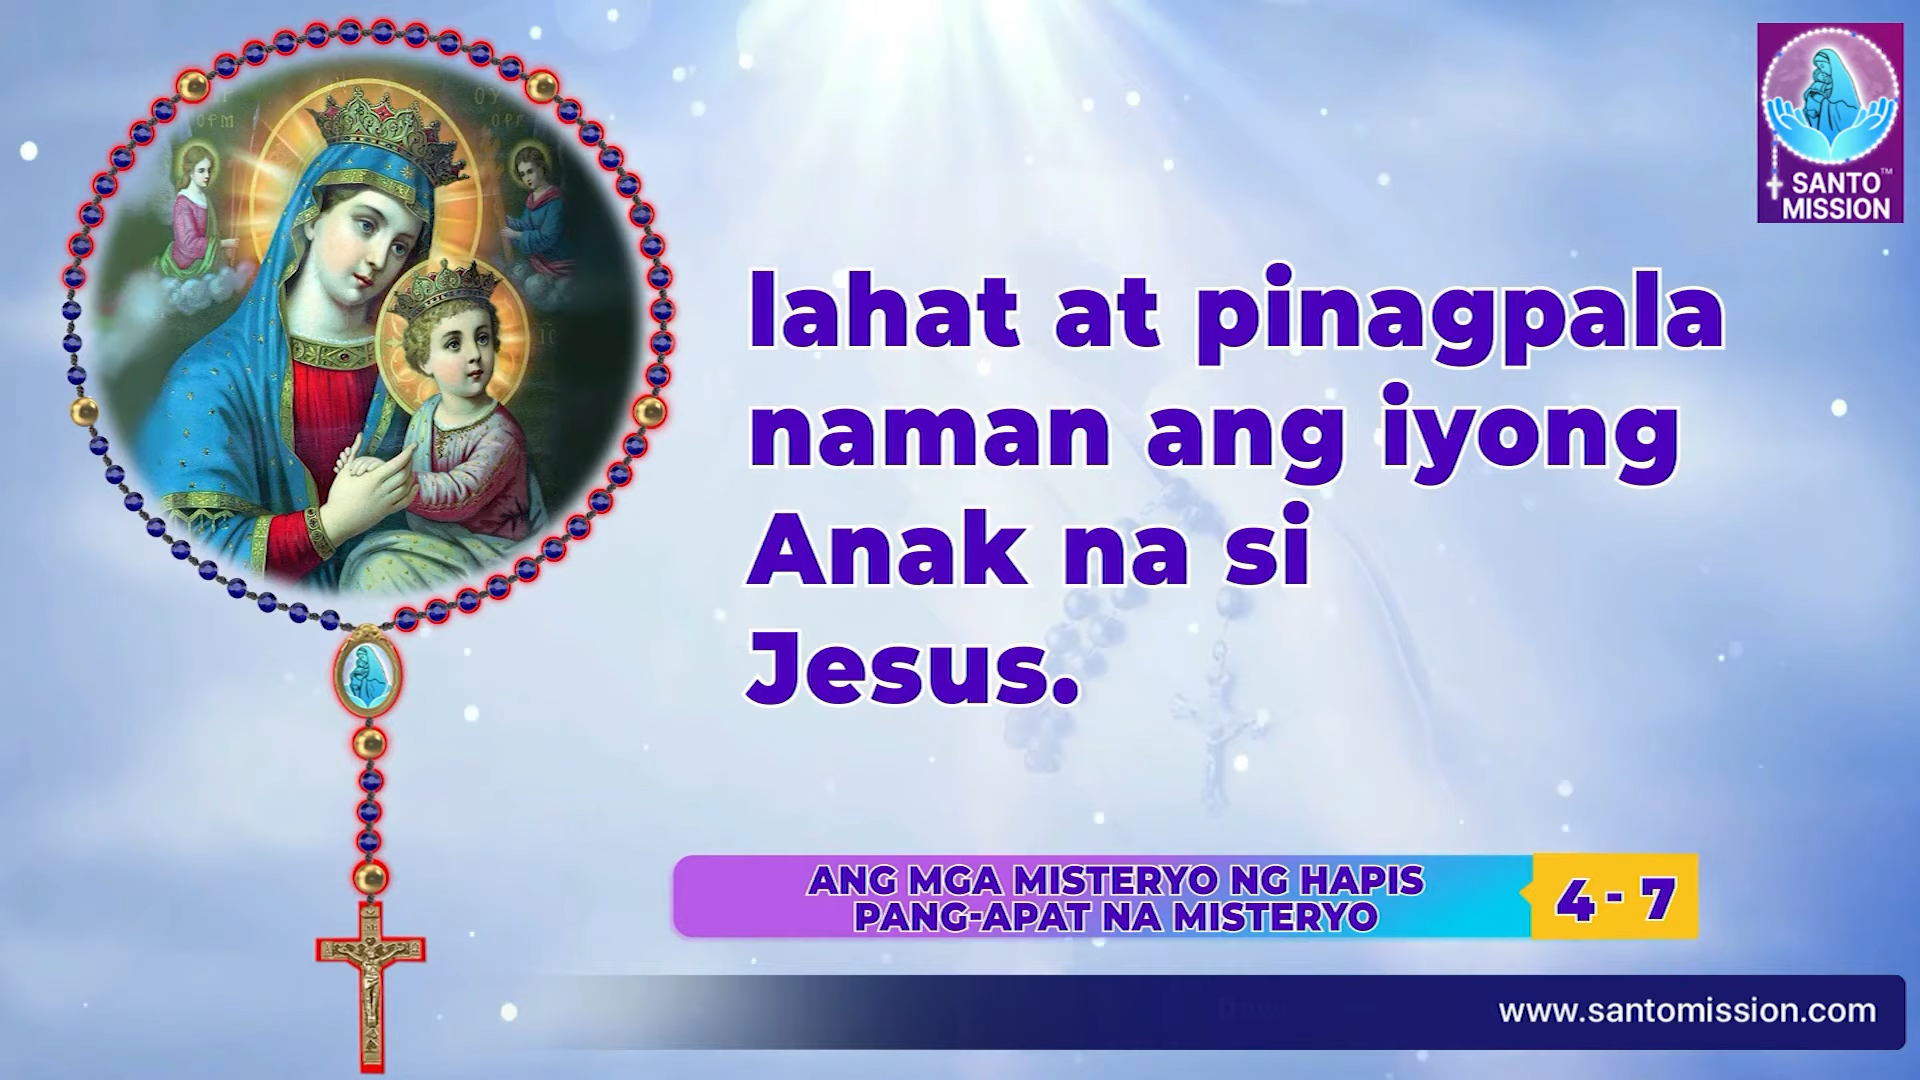 SANTO™
MISSION
lahat at pinagpala
naman ang iyong
Anak na si
Jesus.
ANG MGA MISTERYO NG HAPIS
PANG-APAT NA MISTERYO
4 - 7
www.santomission.com